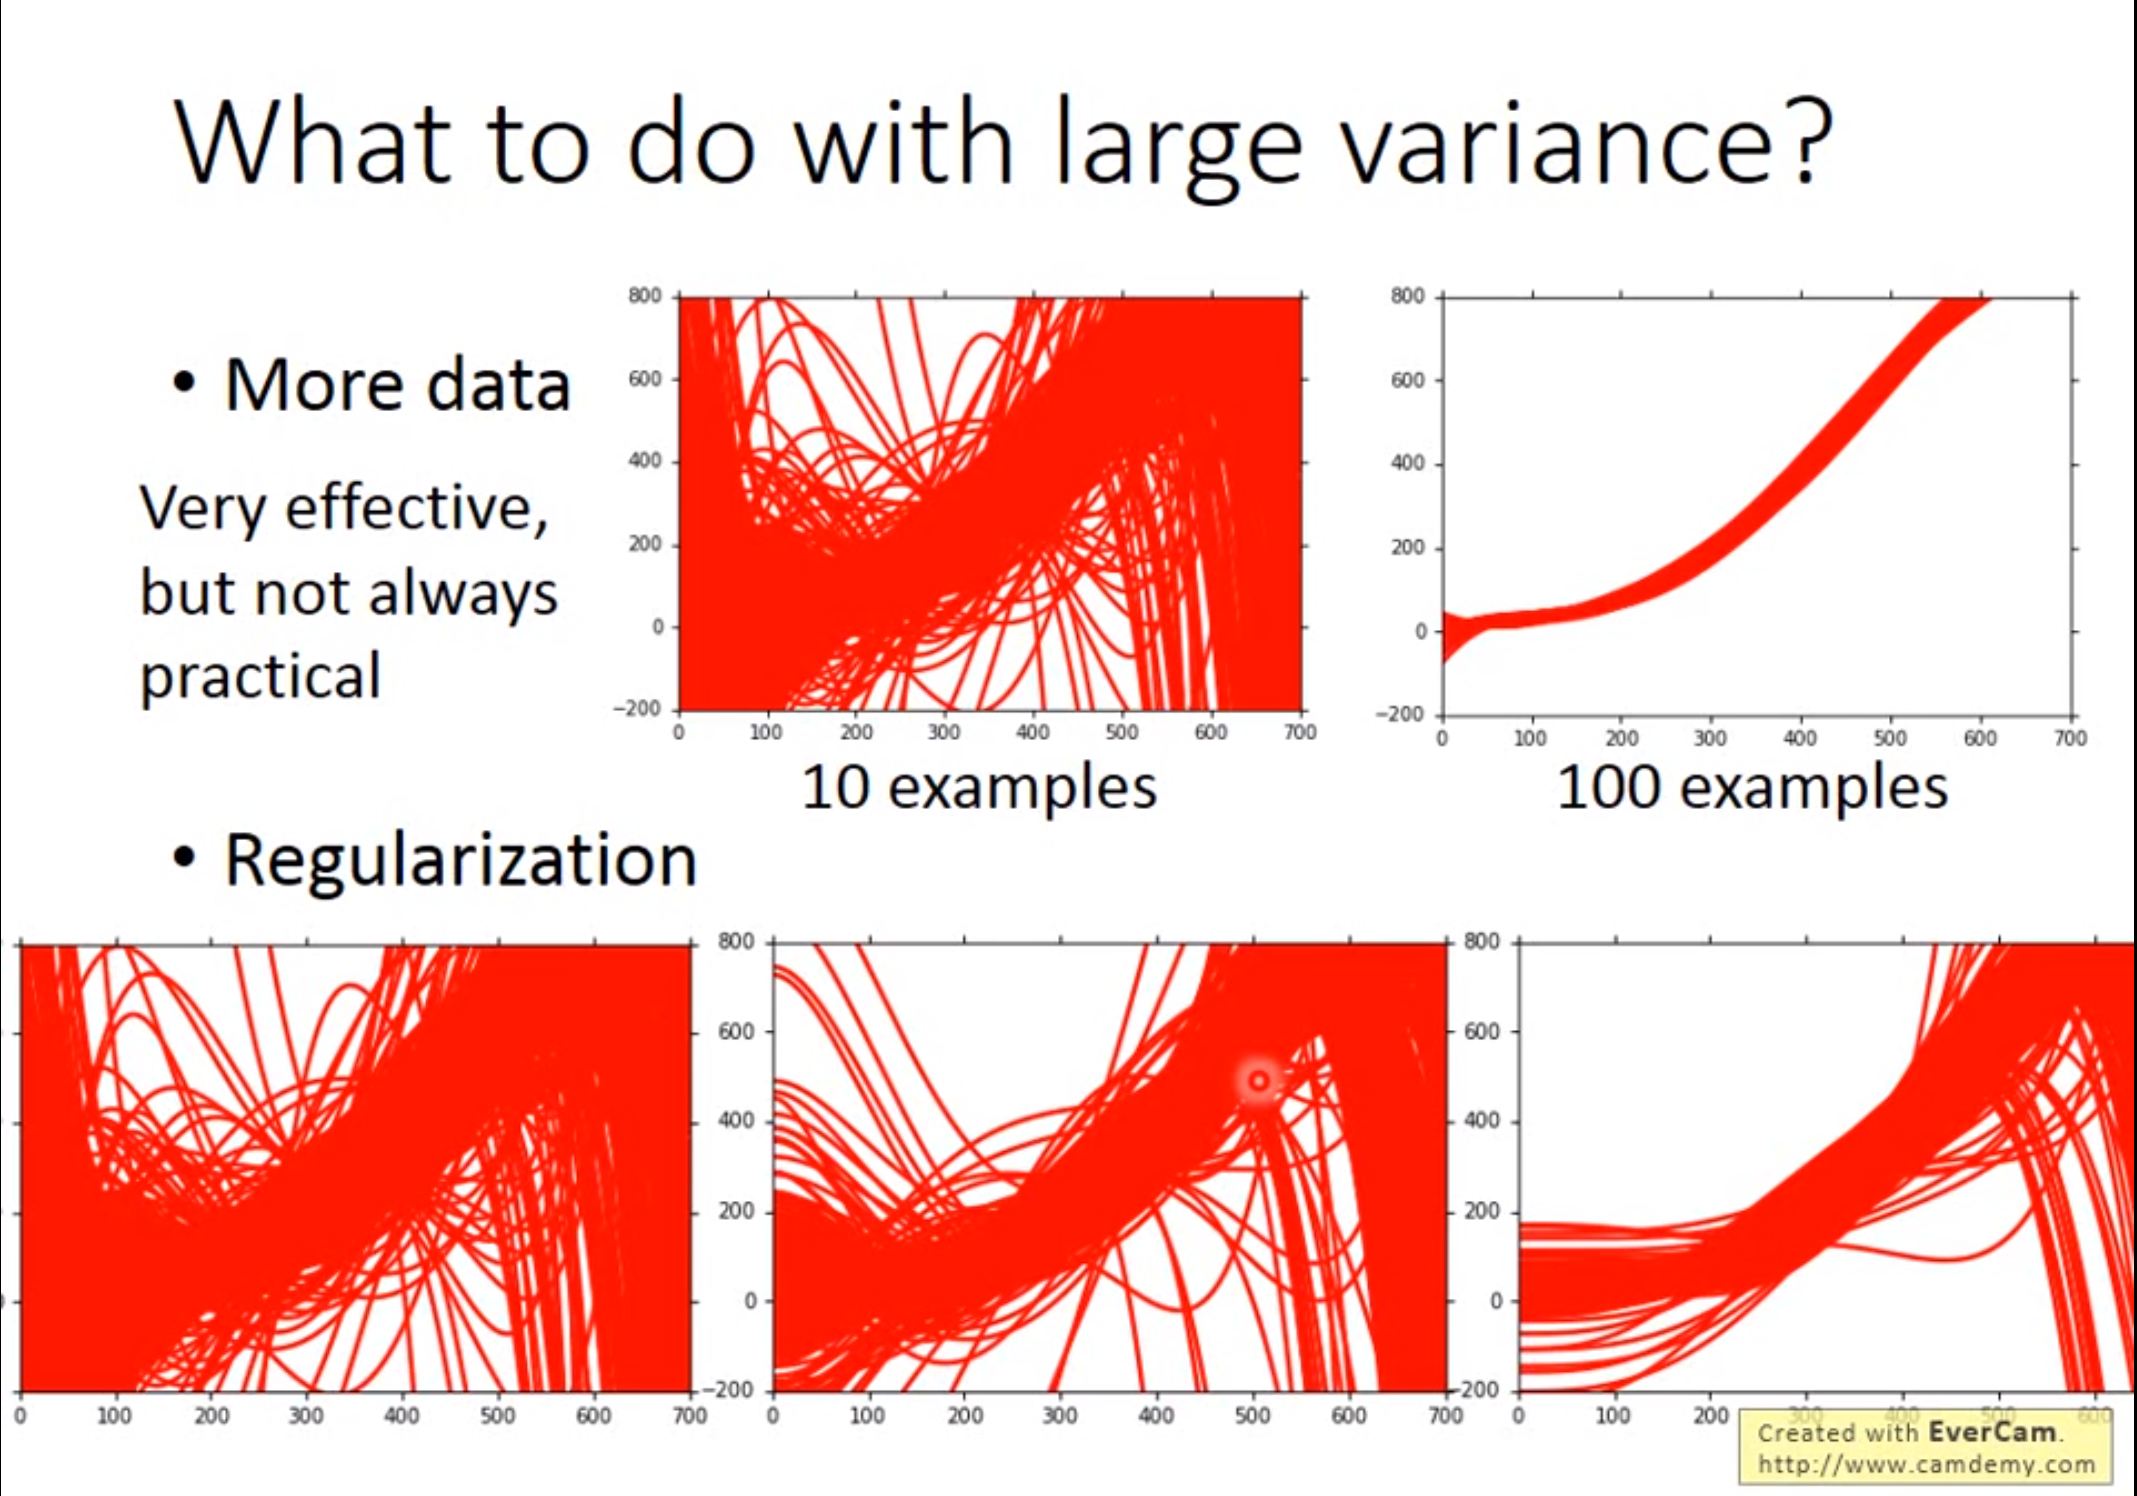 What to do with large variance?
• More data
Very effective,
but not always
practical
800
600
400
200
0
−200
0 100 200 300 400 500 600 700
10 examples
800
600
400
200
0
−200
0 100 200 300 400 500 600 700
100 examples
• Regularization
0 100 200 300 400 500 600 700
800
600
400
200
0
−200
0 100 200 300 400 500 600 700
800
600
400
200
0
−200
0 100 200 300 400 500 600
Created with EverCam.
http://www.camdemy.com